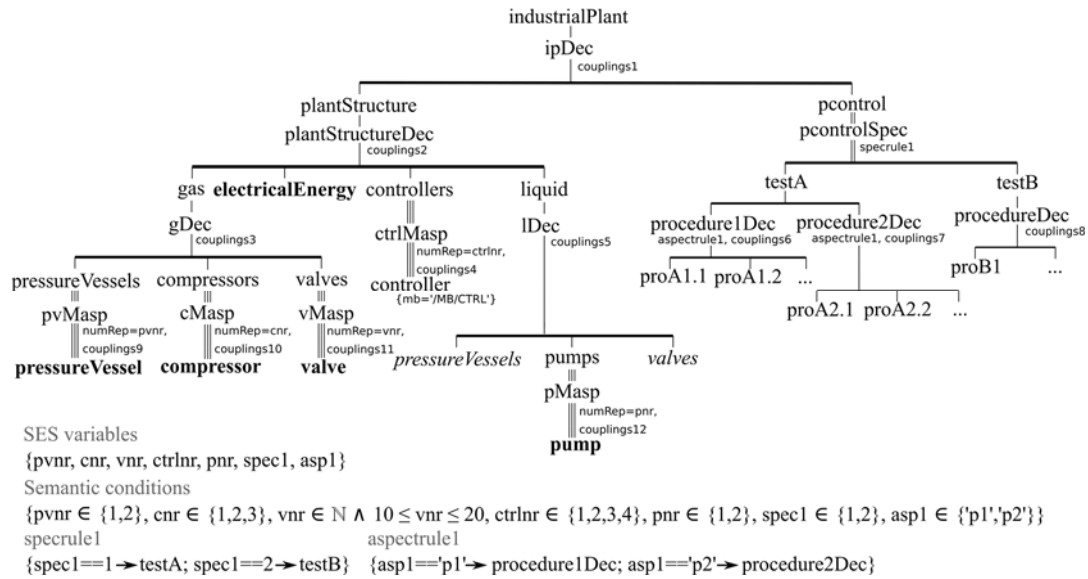 industrialPlant
ipDec
couplings1
plantStructure pcontrol
plantStructureDec pcontrolSpec
couplings2 specrule1
gas electricalEnergy controllers liquid testA testB
gDec ctrlMasp lDec procedure1Dec procedure2Dec procedureDec
couplings3 numRep=ctrlnr, couplings5 aspectrule1, couplings6 aspectrule1, couplings7 couplings8
couplings4
pressureVessels compressors valves controller proA1.1 proA1.2 ... proB1 ...
{mb='/MB/CTRL'}
pvMasp cMasp vMasp proA2.1 proA2.2 ...
numRep=pvnr, numRep=cnr, numRep=vnr,
couplings9 couplings10 couplings11
pressureVessel compressor valve pressureVessels pumps valves
pMasp
numRep=pnr,
couplings12
pump
SES variables
{pvnr, cnr, vnr, ctrlnr, pnr, spec1, asp1}
Semantic conditions
{pvnr ∈ {1,2}, cnr ∈ {1,2,3}, vnr ∈ ℕ ∧ 10 ≤ vnr ≤ 20, ctrlnr ∈ {1,2,3,4}, pnr ∈ {1,2}, spec1 ∈ {1,2}, asp1 ∈ {'p1','p2'}}
specrule1 aspectrule1
{spec1==1→testA; spec1==2→testB} {asp1=='p1'→ procedure1Dec; asp1=='p2'→ procedure2Dec}